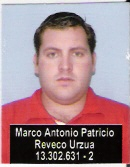 Marco Antonio Patricio
Reveco Urzua
13.302.631 - 2